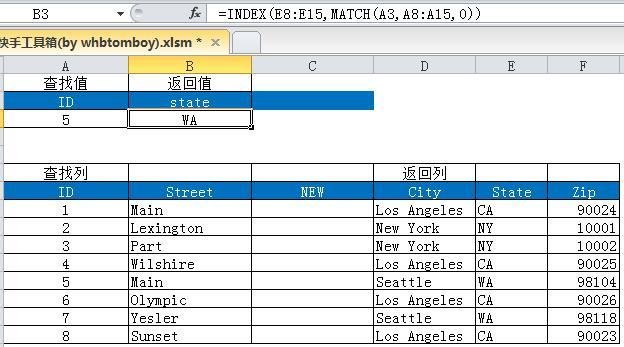 B3 fx =INDEX(E8:E15,MATCH(A3,A8:A15,0))
快手工具箱(by whbtomboy).xlsm *
A B C D E F
查找值 返回值
ID state
5 WA
查找列 返回列
ID Street NEW City State Zip
1 Main Los Angeles CA 90024
2 Lexington New York NY 10001
3 Part New York NY 10002
4 Wilshire Los Angeles CA 90025
5 Main Seattle WA 98104
6 Olympic Los Angeles CA 90026
7 Yesler Seattle WA 98118
8 Sunset Los Angeles CA 90023